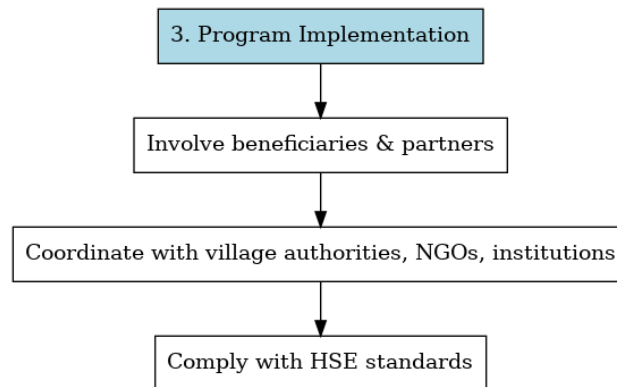 3. Program Implementation
Involve beneficiaries & partners
Coordinate with village authorities, NGOs, institutions
Comply with HSE standards